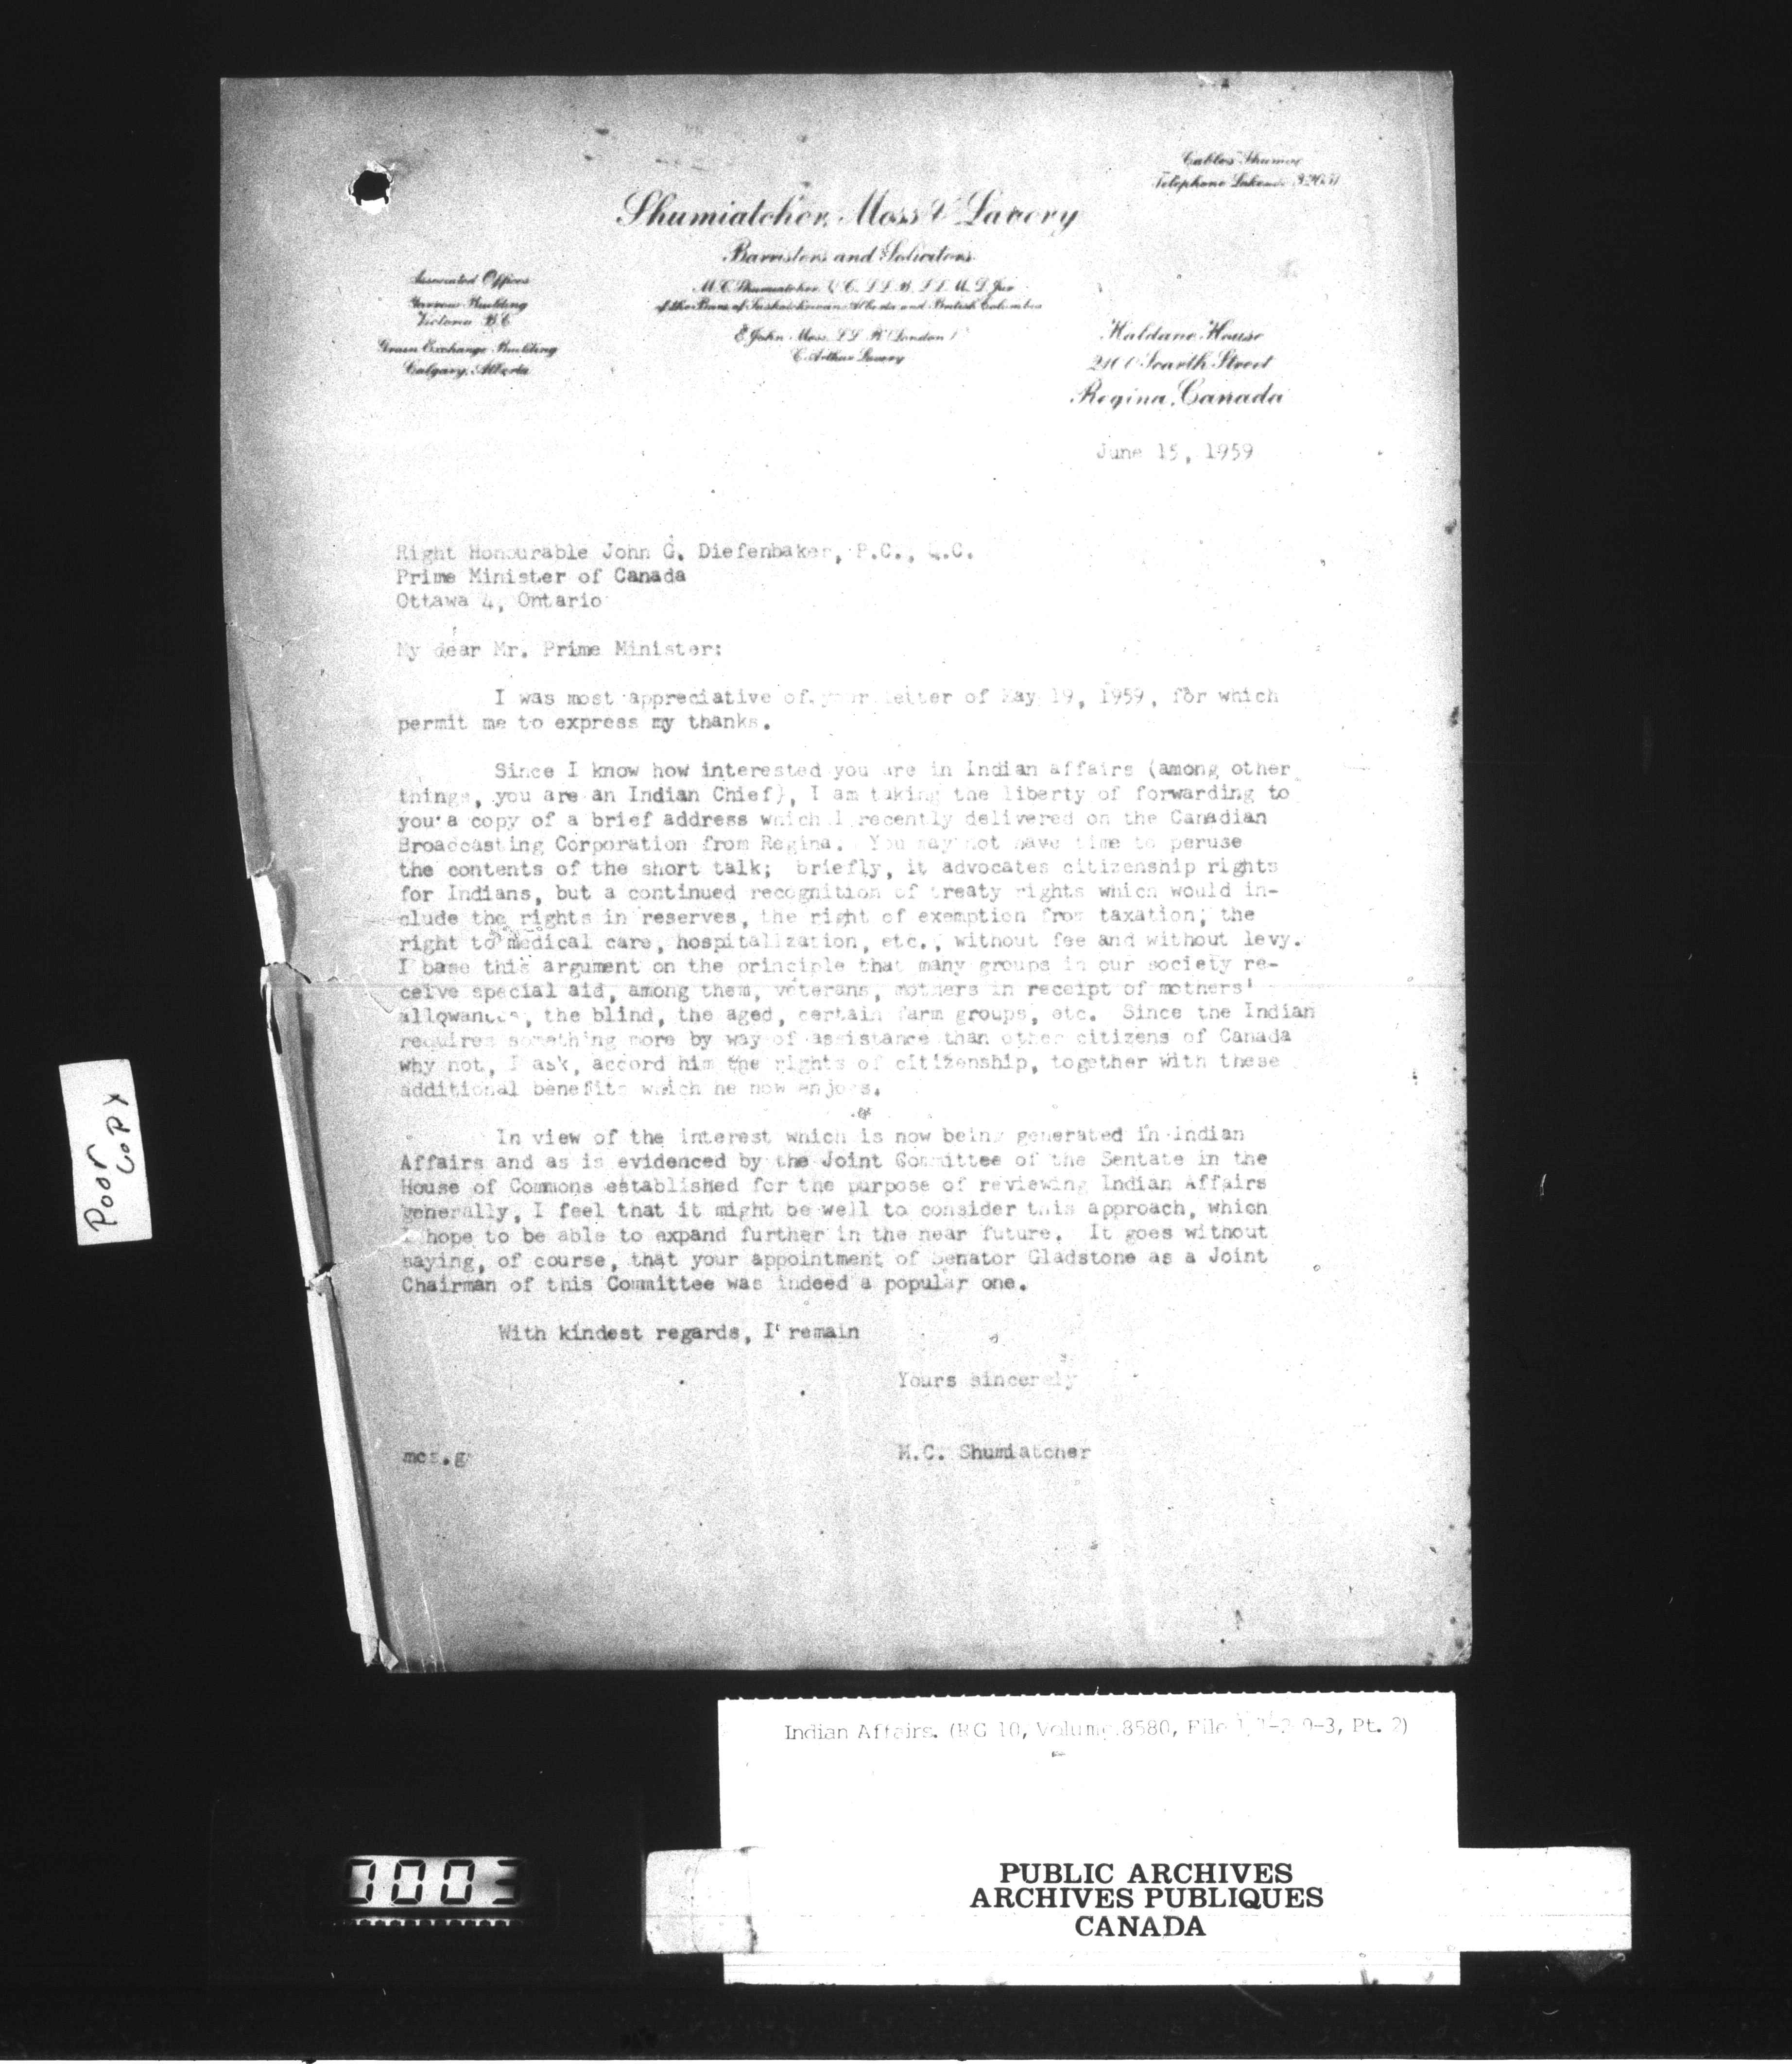 Cables Shumac
Telephone Lakeside
Shumiatcher, Moss & Lavery
Barristers and Solicitors
M. C. Shumiatcher, Q.C., LL.B., LL.M., D.Jur.
of the Bars of Saskatchewan, Alberta and British Columbia
E. John Moss, LL.B. (London)
C. Arthur Lavery
Associated Offices
Yarrow Building
Victoria B.C.
Grain Exchange Building
Calgary, Alberta
Haldane House
2100 Scarth Street
Regina, Canada
June 15, 1959
Right Honourable John G. Diefenbaker, P.C., Q.C.
Prime Minister of Canada
Ottawa 4, Ontario
My dear Mr. Prime Minister:
I was most appreciative of your letter of May 19, 1959, for which
permit me to express my thanks.
Since I know how interested you are in Indian affairs (among other
things, you are an Indian Chief), I am taking the liberty of forwarding to
you a copy of a brief address which I recently delivered on the Canadian
Broadcasting Corporation from Regina. You may not have time to peruse
the contents of the short talk; briefly, it advocates citizenship rights
for Indians, but a continued recognition of treaty rights which would in-
clude the rights in reserves, the right of exemption from taxation, the
right to medical care, hospitalization, etc., without fee and without levy.
I base this argument on the principle that many groups in our society re-
ceive special aid, among them, veterans, mothers in receipt of mothers'
allowances, the blind, the aged, certain farm groups, etc. Since the Indian
requires something more by way of assistance than other citizens of Canada
why not, I ask, accord him the rights of citizenship, together with these
additional benefits which he now enjoys.
In view of the interest which is now being generated in Indian
Affairs and as is evidenced by the Joint Committee of the Sentate in the
House of Commons established for the purpose of reviewing Indian Affairs
generally, I feel that it might be well to consider this approach, which
I hope to be able to expand further in the near future. It goes without
saying, of course, that your appointment of Senator Gladstone as a Joint
Chairman of this Committee was indeed a popular one.
With kindest regards, I remain
Yours sincerely
mcs.g
M.C. Shumiatcher
Poor
Copy
Indian Affairs. (RG 10, Volume 8580, File Pt. 2)
0003
PUBLIC ARCHIVES
ARCHIVES PUBLIQUES
CANADA